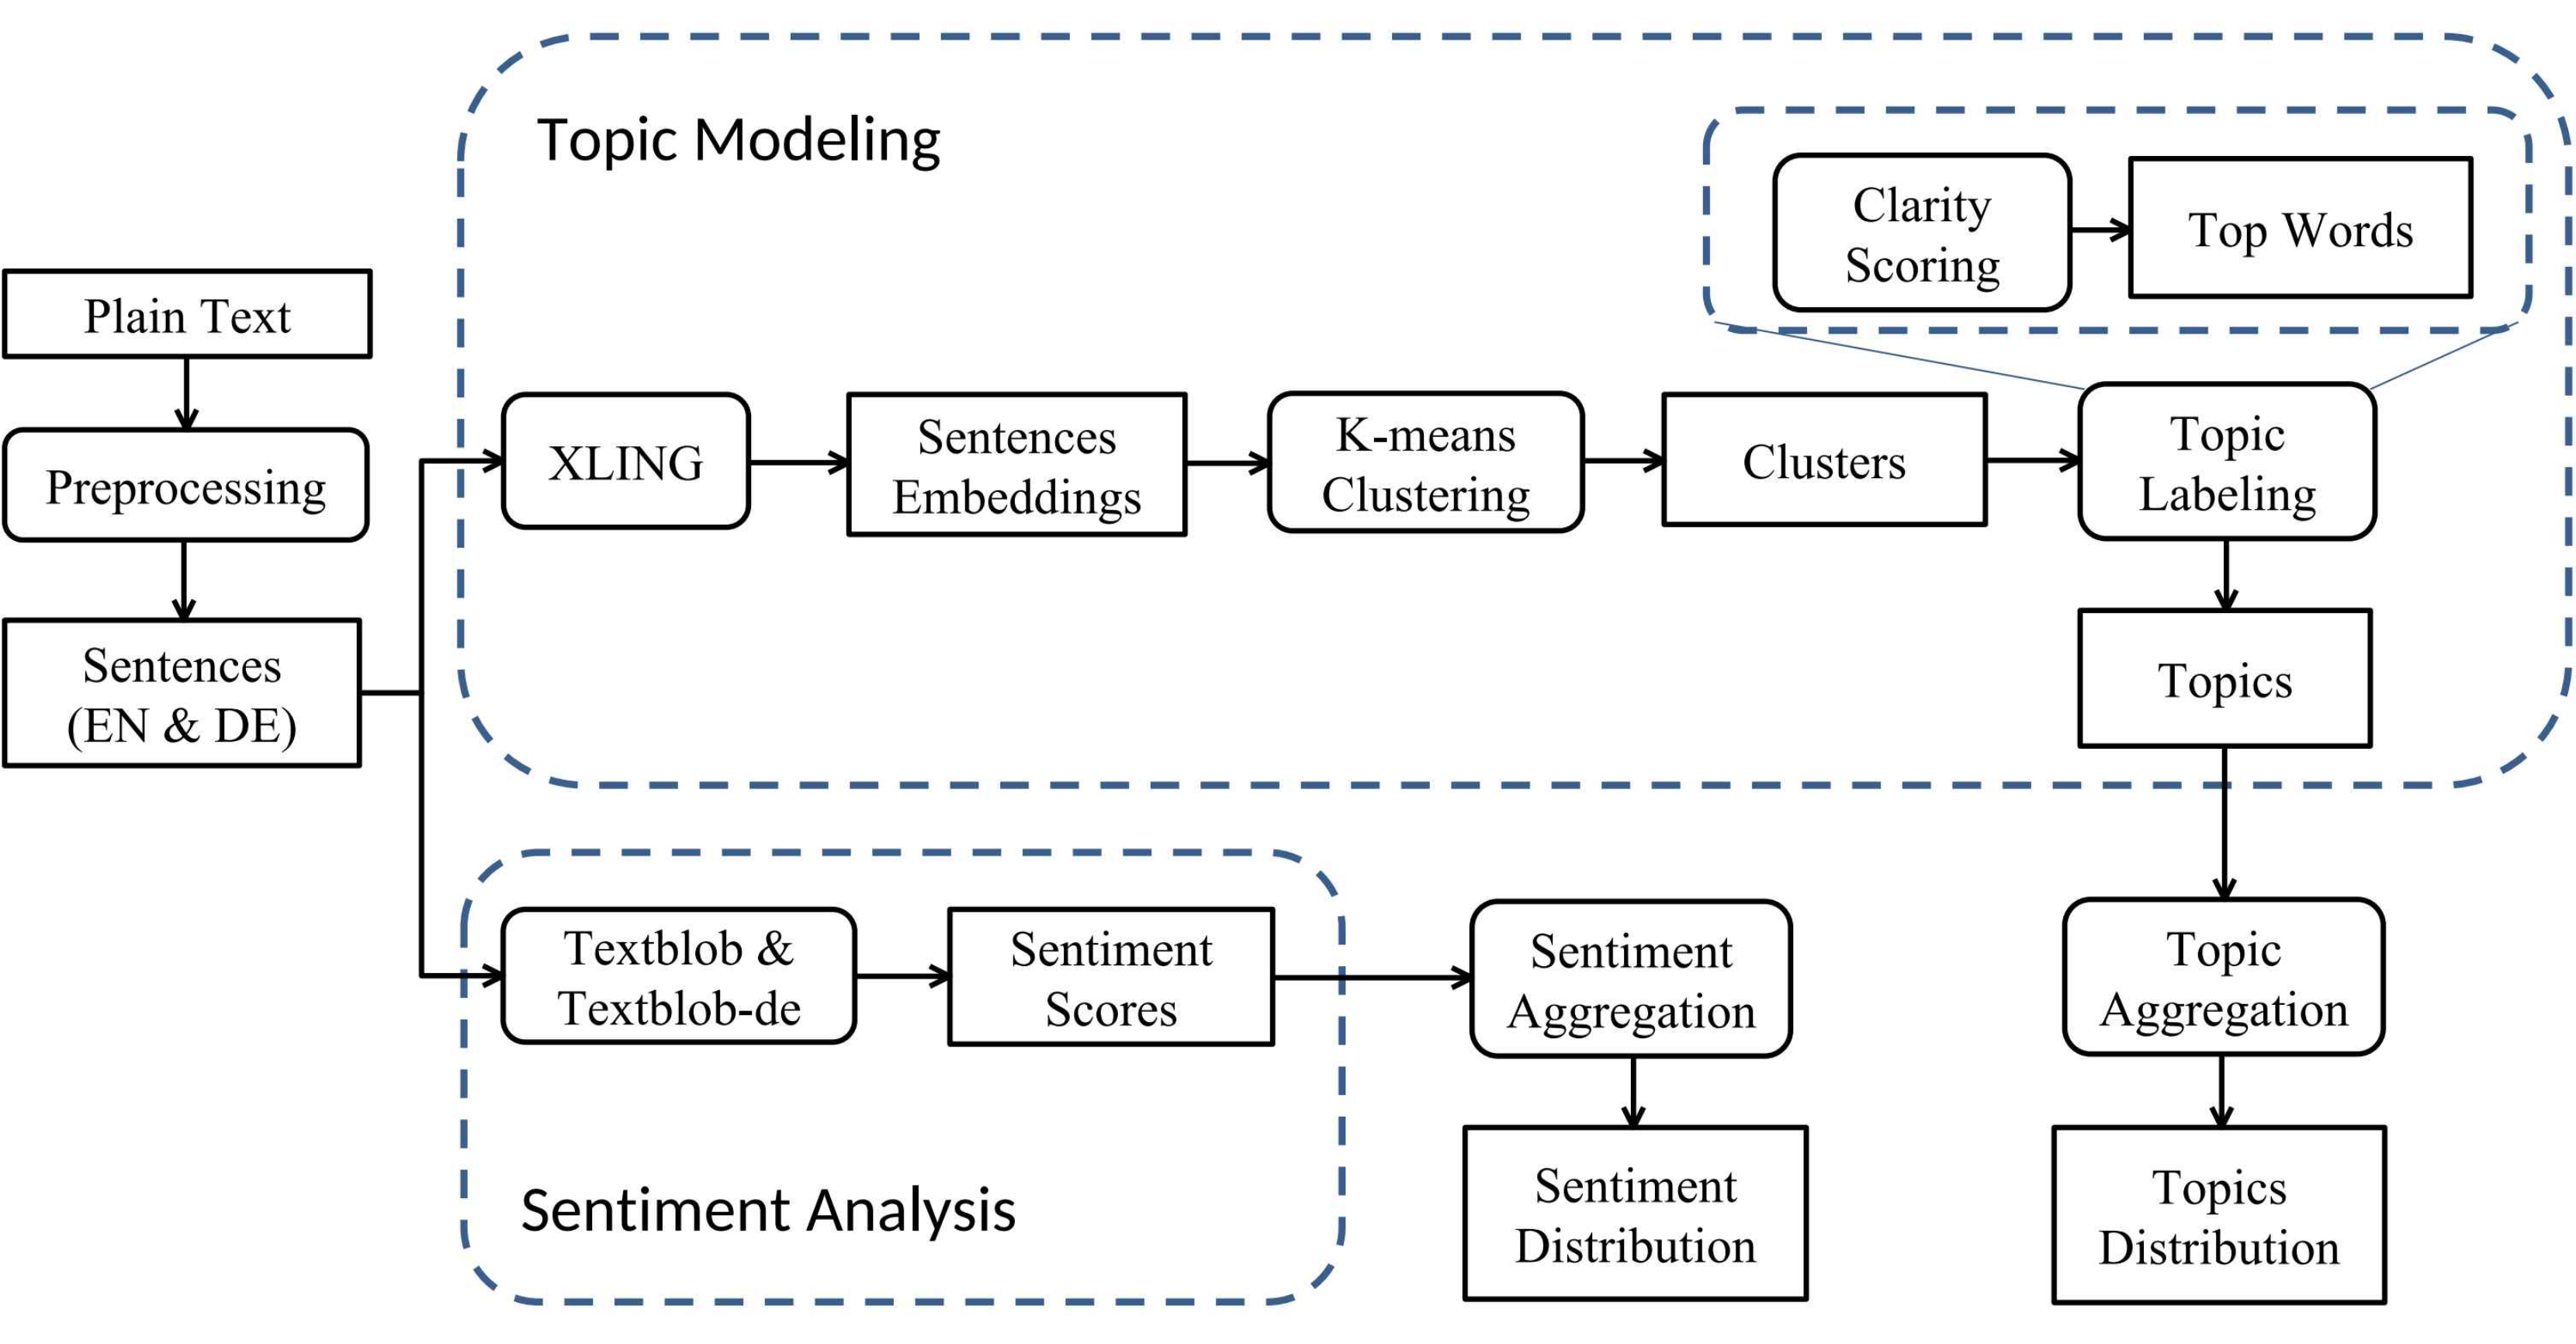 Topic Modeling
Clarity
Scoring
Top Words
Plain Text
Preprocessing
Sentences
(EN & DE)
XLING
Sentences
Embeddings
K-means
Clustering
Clusters
Topic
Labeling
Topics
Textblob &
Textblob-de
Sentiment
Scores
Sentiment
Aggregation
Topic
Aggregation
Sentiment Analysis
Sentiment
Distribution
Topics
Distribution